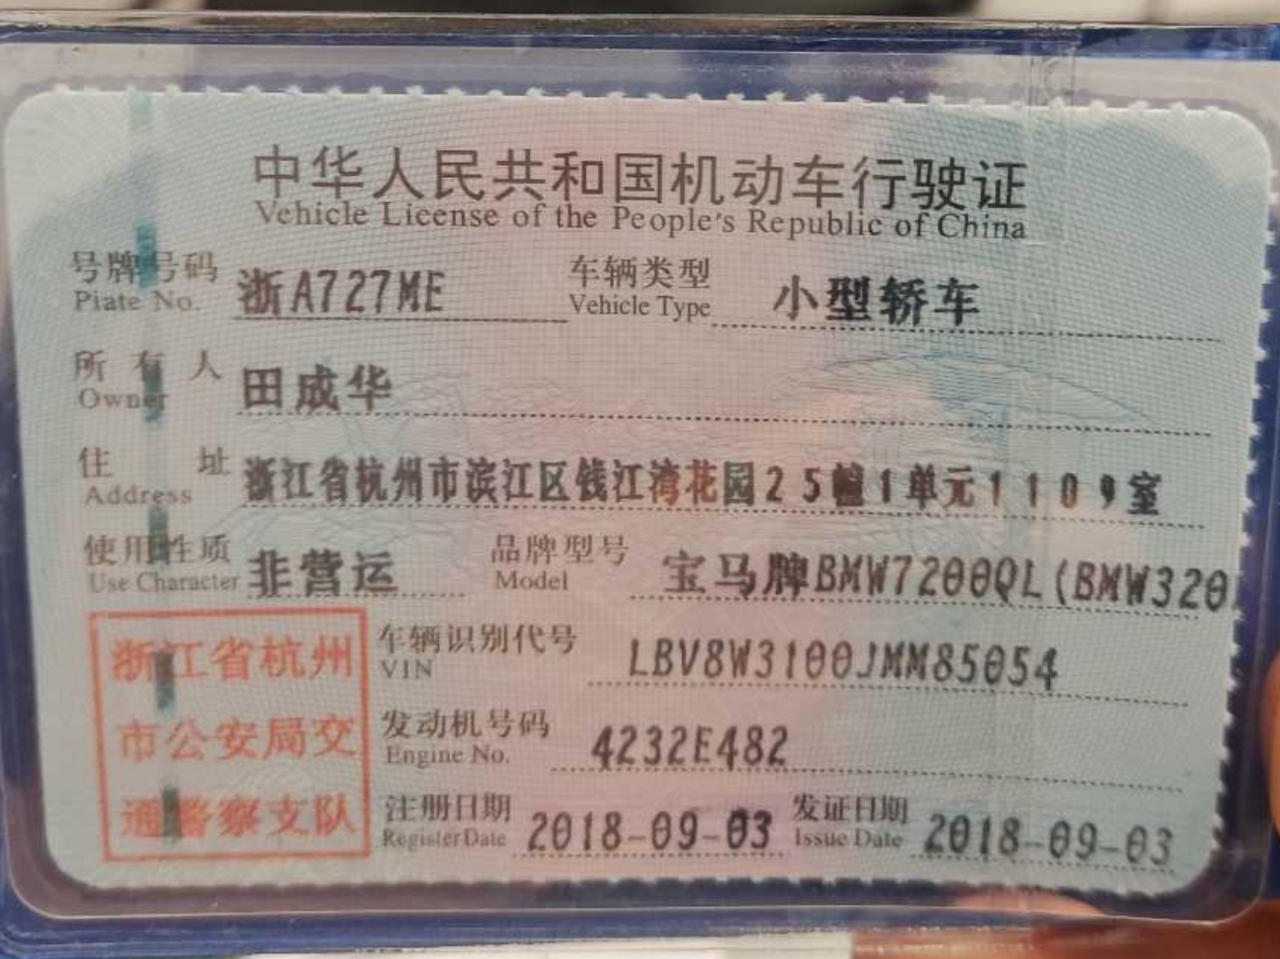 中华人民共和国机动车行驶证
Vehicle License of the People's Republic of China
号牌号码 浙A727ME 车辆类型 小型轿车
Plate No. Vehicle Type
所有人 田成华
Owner
住址 浙江省杭州市滨江区钱江湾花园25幢1单元1109室
Address
使用性质 非营运 品牌型号 宝马牌BMW7200QL(BMW320
Use Character Model
浙江省杭州 车辆识别代号 LBV8W3100JMM85054
VIN
市公安局交 发动机号码 4232E482
Engine No.
通警察支队 注册日期 2018-09-03 发证日期 2018-09-03
Register Date Issue Date